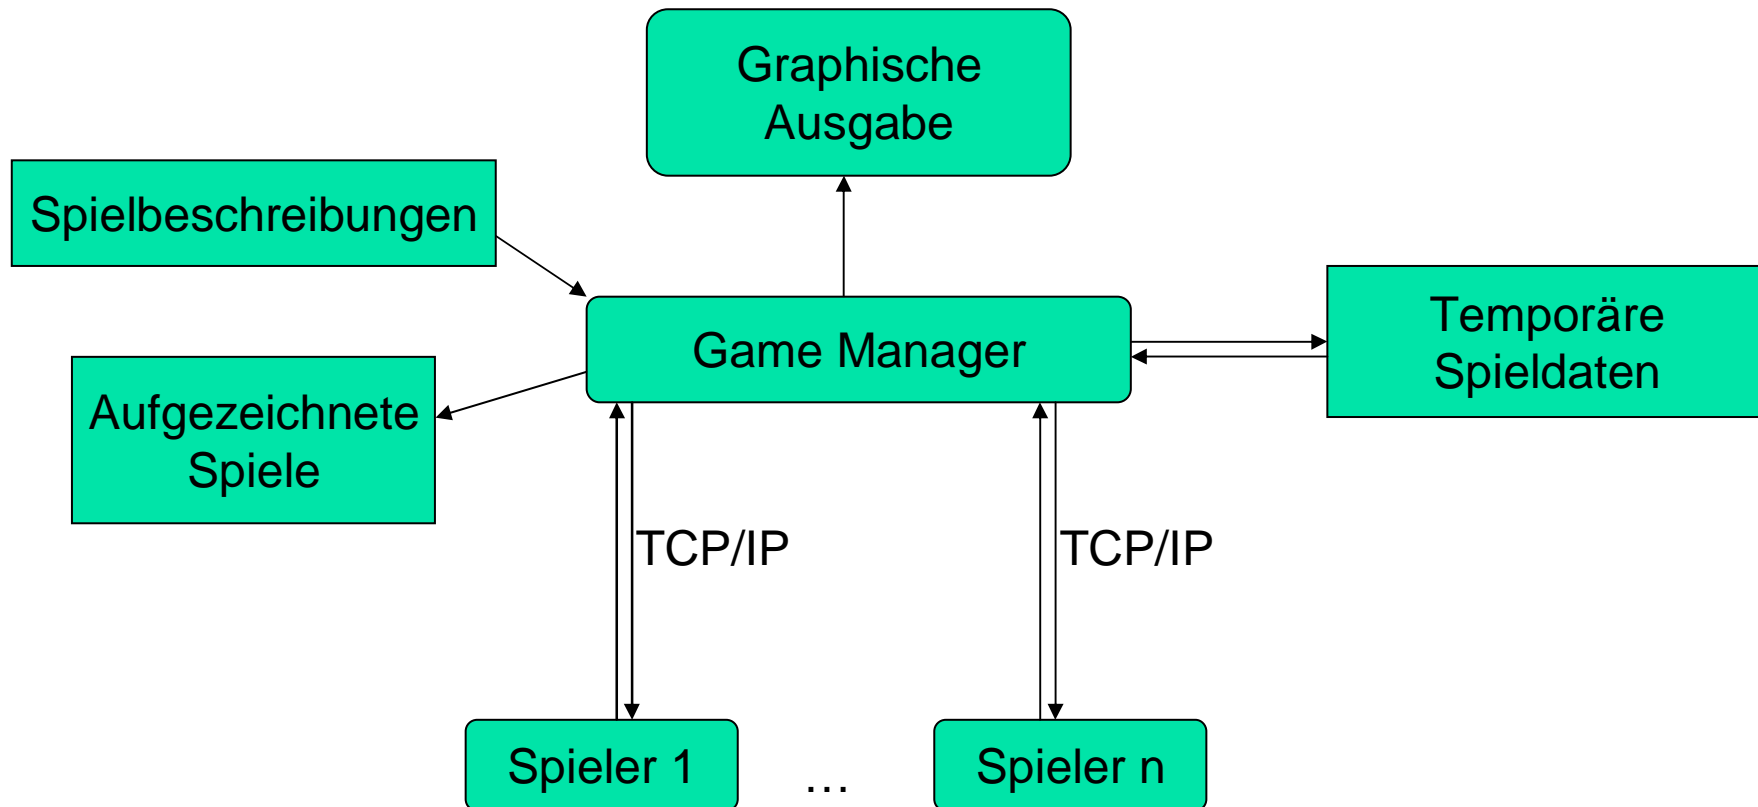 Graphische
Ausgabe
Spielbeschreibungen
Game Manager
Temporäre
Spieldaten
Aufgezeichnete
Spiele
TCP/IP
TCP/IP
Spieler 1
...
Spieler n